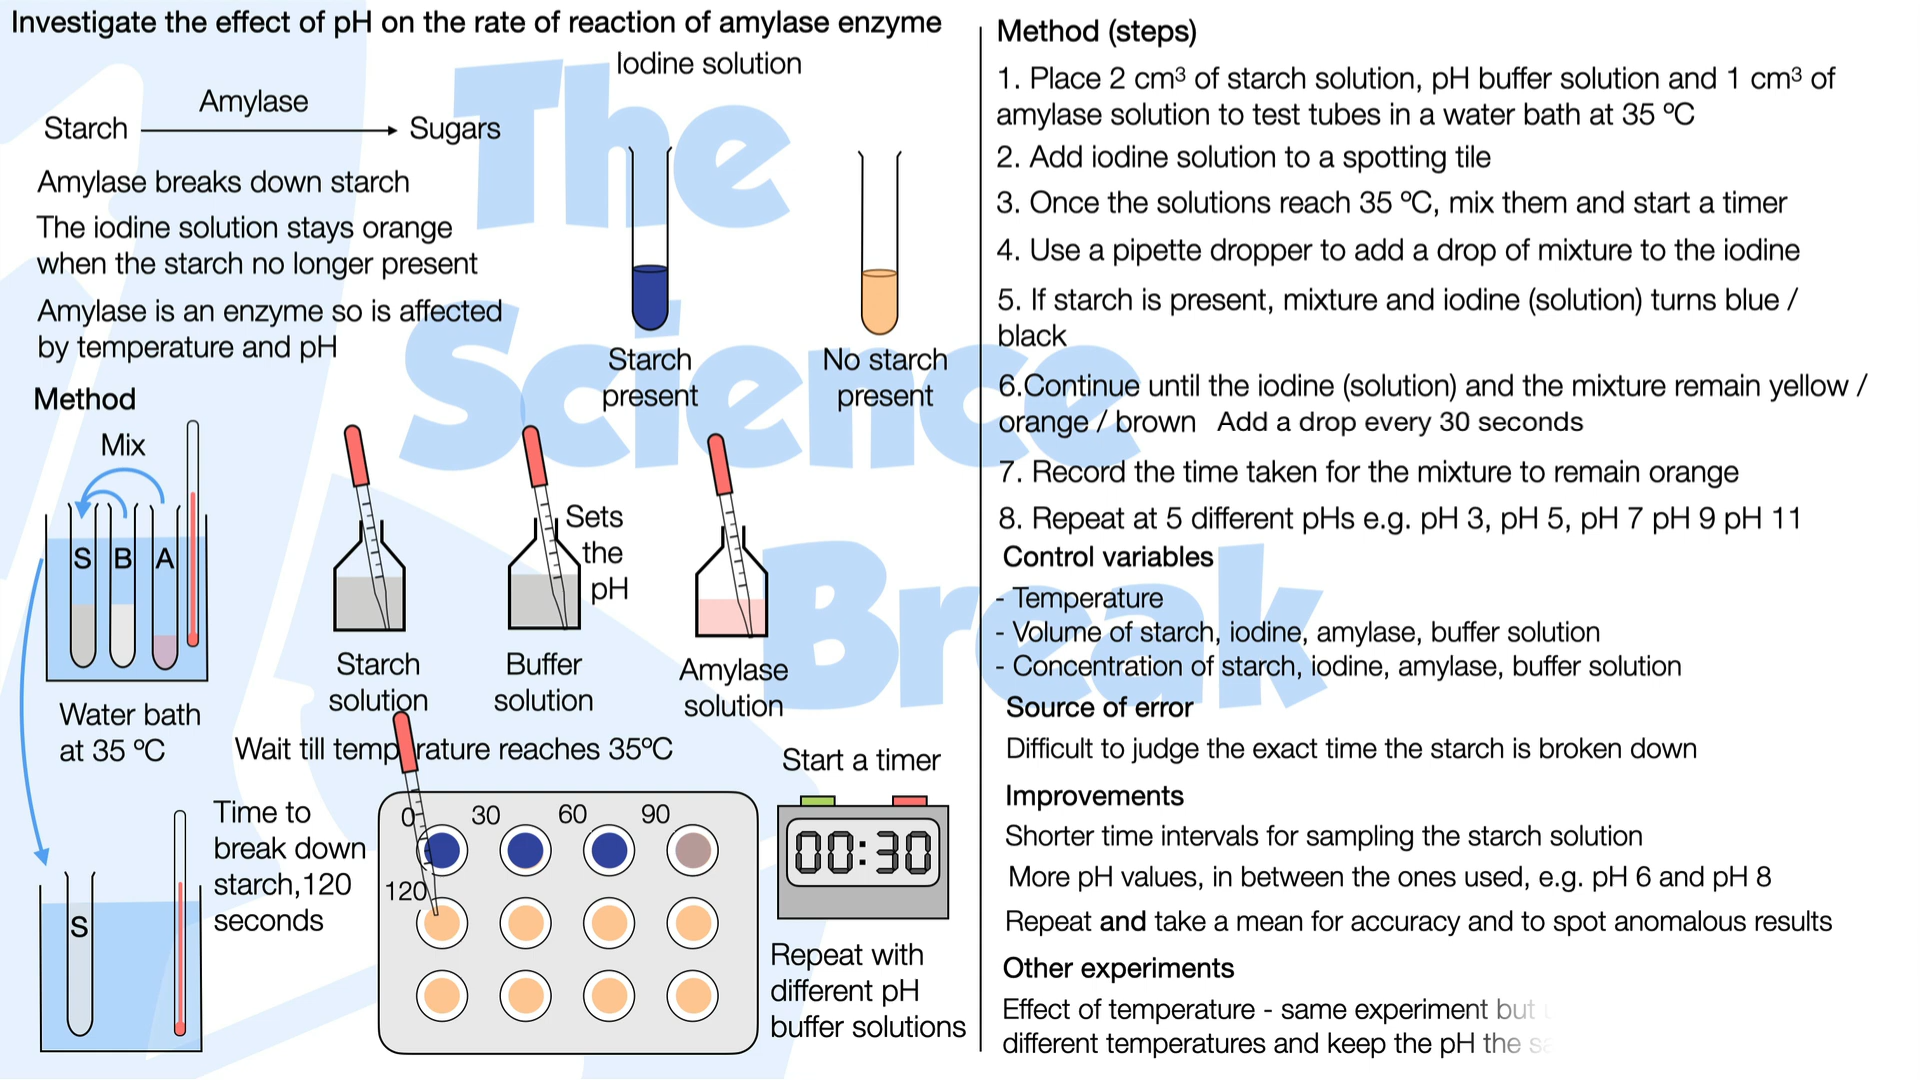 Investigate the effect of pH on the rate of reaction of amylase enzyme
Iodine solution
Amylase
Starch
Sugars
Amylase breaks down starch
The iodine solution stays orange
when the starch no longer present
Amylase is an enzyme so is affected
by temperature and pH
Starch
present
No starch
present
Method
Mix
S
B
A
Water bath
at 35 ºC
Starch
solution
Sets
the
pH
Buffer
solution
Amylase
solution
Wait till temp rature reaches 35ºC
Start a timer
Time to
break down
starch,120
seconds
S
0
30
60
90
120
00:30
Repeat with
different pH
buffer solutions
The
Science
Break
Method (steps)
1. Place 2 cm³ of starch solution, pH buffer solution and 1 cm³ of
amylase solution to test tubes in a water bath at 35 ºC
2. Add iodine solution to a spotting tile
3. Once the solutions reach 35 ºC, mix them and start a timer
4. Use a pipette dropper to add a drop of mixture to the iodine
5. If starch is present, mixture and iodine (solution) turns blue /
black
6.Continue until the iodine (solution) and the mixture remain yellow /
orange / brown Add a drop every 30 seconds
7. Record the time taken for the mixture to remain orange
8. Repeat at 5 different pHs e.g. pH 3, pH 5, pH 7 pH 9 pH 11
Control variables
- Temperature
- Volume of starch, iodine, amylase, buffer solution
- Concentration of starch, iodine, amylase, buffer solution
Source of error
Difficult to judge the exact time the starch is broken down
Improvements
Shorter time intervals for sampling the starch solution
More pH values, in between the ones used, e.g. pH 6 and pH 8
Repeat and take a mean for accuracy and to spot anomalous results
Other experiments
Effect of temperature - same experiment but
different temperatures and keep the pH the